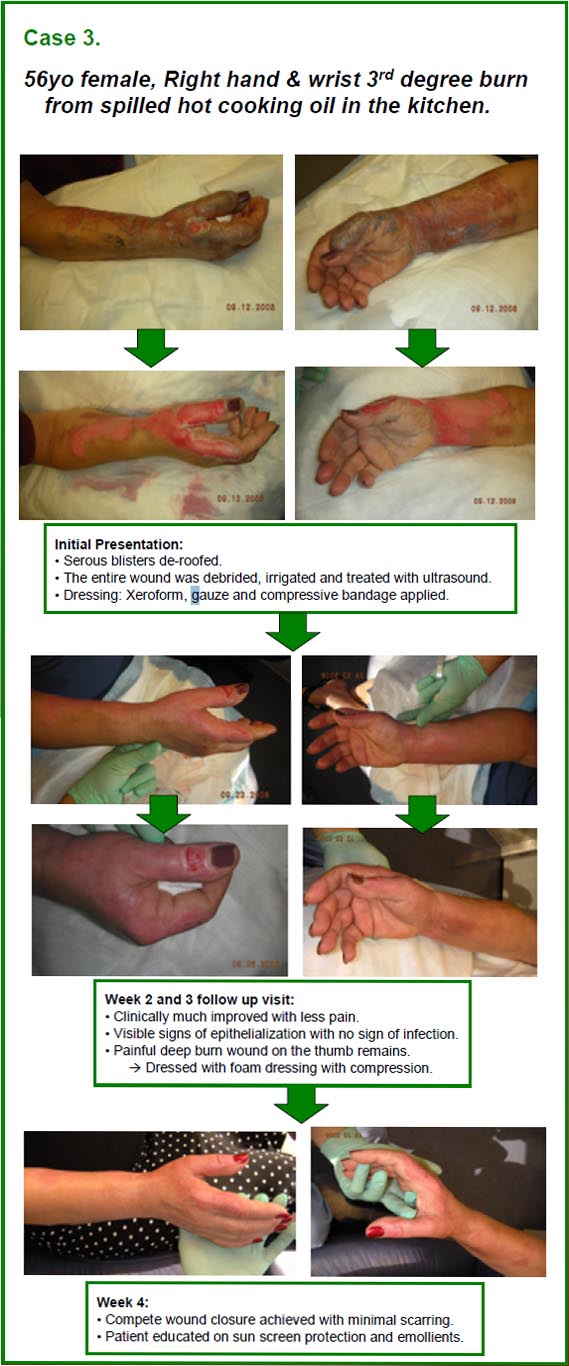 Case 3.
56yo female, Right hand & wrist 3rd degree burn
from spilled hot cooking oil in the kitchen.
09.12.2008
09.12.2008
09.12.2008
09.12.2008
Initial Presentation:
• Serous blisters de-roofed.
• The entire wound was debrided, irrigated and treated with ultrasound.
• Dressing: Xeroform, gauze and compressive bandage applied.
Week 2 and 3 follow up visit:
• Clinically much improved with less pain.
• Visible signs of epithelialization with no sign of infection.
• Painful deep burn wound on the thumb remains.
→ Dressed with foam dressing with compression.
Week 4:
• Compete wound closure achieved with minimal scarring.
• Patient educated on sun screen protection and emollients.